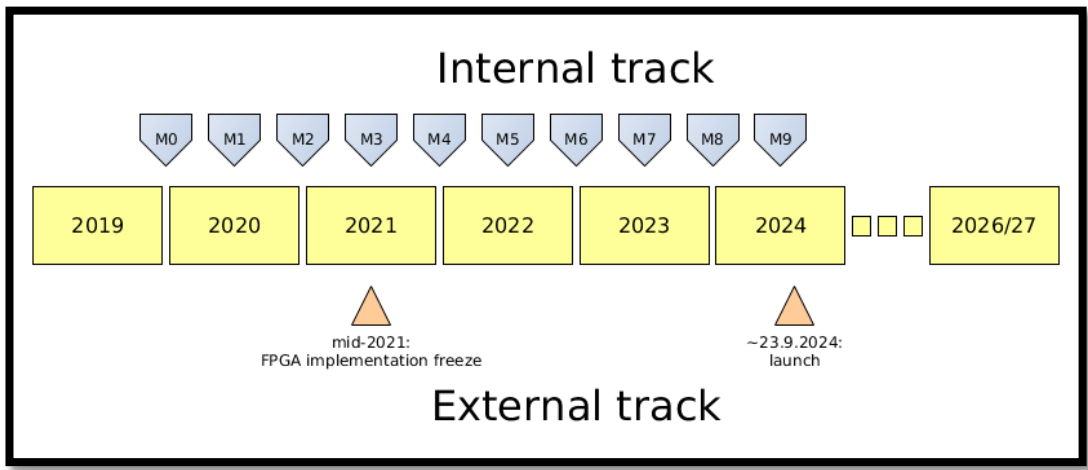 Internal track
M0 M1 M2 M3 M4 M5 M6 M7 M8 M9
2019 2020 2021 2022 2023 2024 2026/27
mid-2021:
FPGA implementation freeze
~23.9.2024:
launch
External track